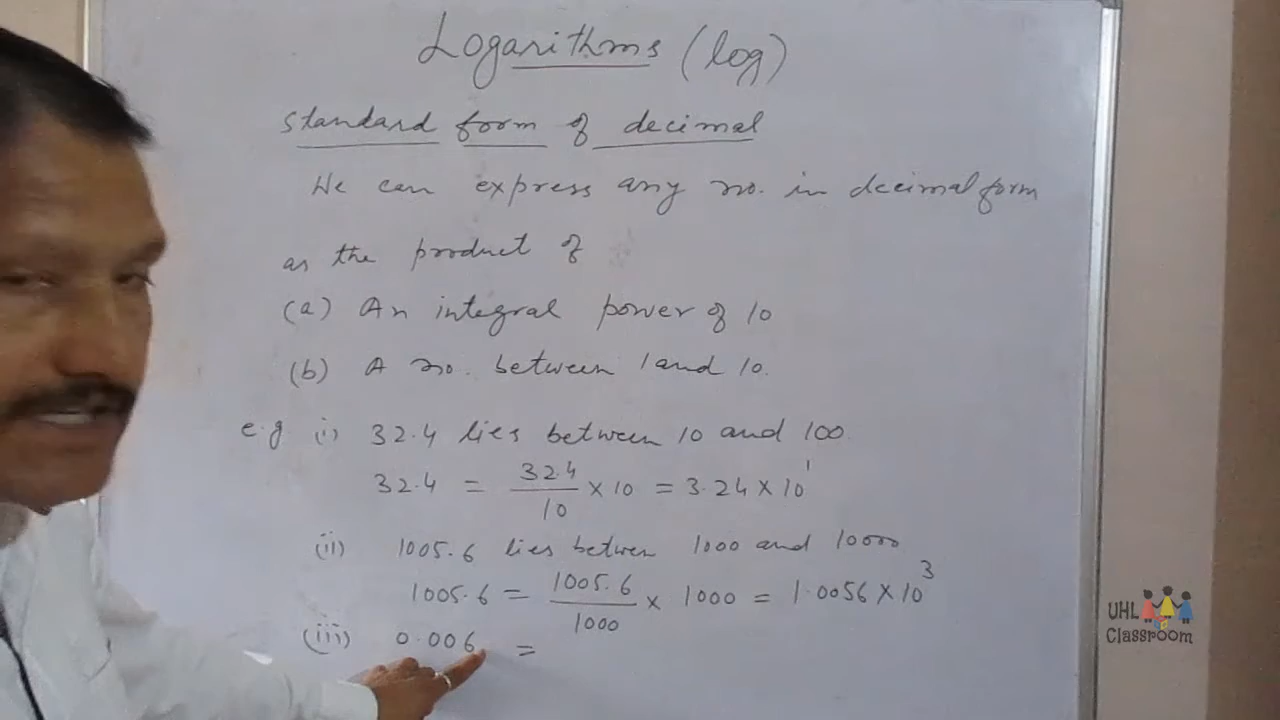 Logarithms (log)
standard form of decimal
We can express any no. in decimal form
as the product of
(a) An integral power of 10
(b) A no. between 1 and 10.
e.g (i) 32.4 lies between 10 and 100
32.4 = 32.4/10 × 10 = 3.24 × 10¹
(ii) 1005.6 lies betwen 1000 and 10000
1005.6 = 1005.6/1000 × 1000 = 1.0056 × 10³
(iii) 0.006 =
UHL
Classroom